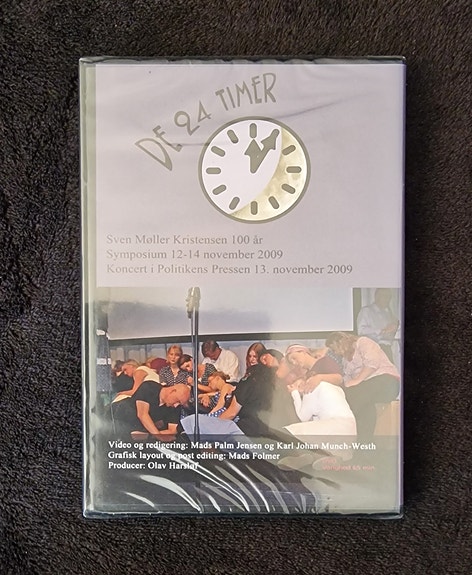 DE 24 TIMER
Sven Møller Kristensen 100 år
Symposium 12-14 november 2009
Koncert i Politikens Pressen 13. november 2009
Video og redigering: Mads Palm Jensen og Karl Johan Munch-Westh
Grafisk layout og post editing: Mads Folmer
Producer: Olav Harsløf
min.